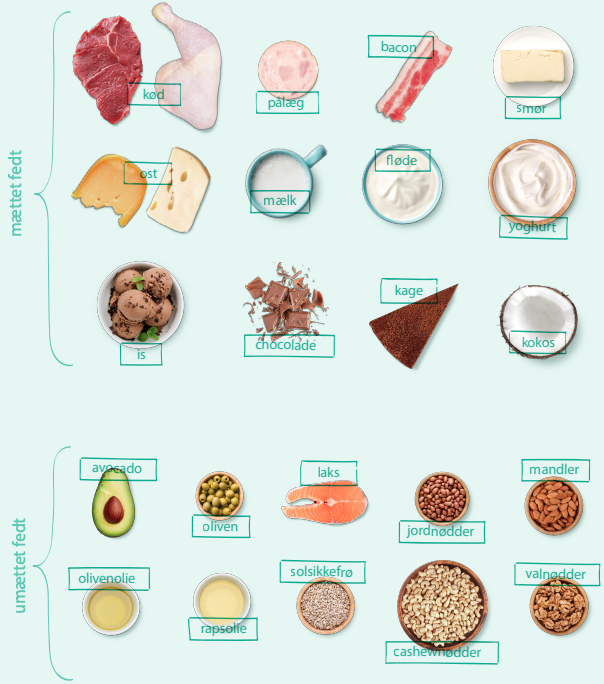 mættet fedt
kød
pålæg
bacon
smør
ost
mælk
fløde
yoghurt
is
chocolade
kage
kokos
umættet fedt
avocado
oliven
laks
jordnødder
mandler
olivenolie
rapsolie
solsikkefrø
cashewnødder
valnødder